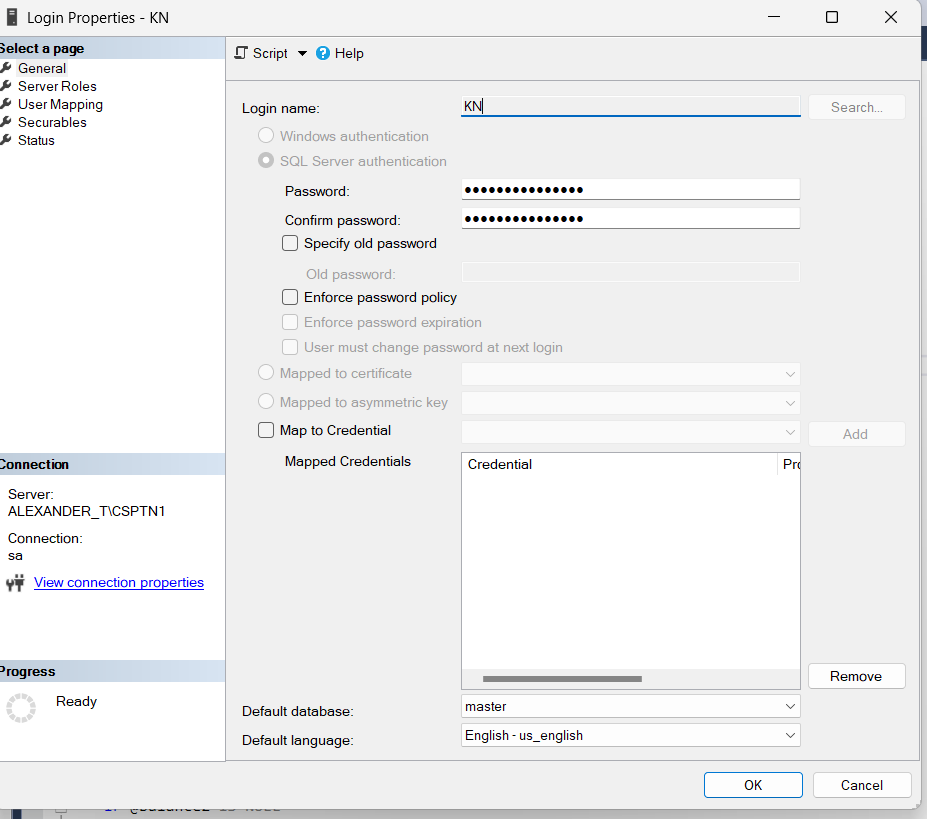 Login Properties - KN
Select a page
General
Server Roles
User Mapping
Securables
Status
Script
Help
Login name:
KN
Search...
Windows authentication
SQL Server authentication
Password:
●●●●●●●●●●●●●●●
Confirm password:
●●●●●●●●●●●●●●●
Specify old password
Old password:
Enforce password policy
Enforce password expiration
User must change password at next login
Mapped to certificate
Mapped to asymmetric key
Map to Credential
Add
Mapped Credentials
Credential
Pro
Remove
Default database:
master
Default language:
English - us_english
Connection
Server:
ALEXANDER_T\CSPTN1
Connection:
sa
View connection properties
Progress
Ready
OK
Cancel